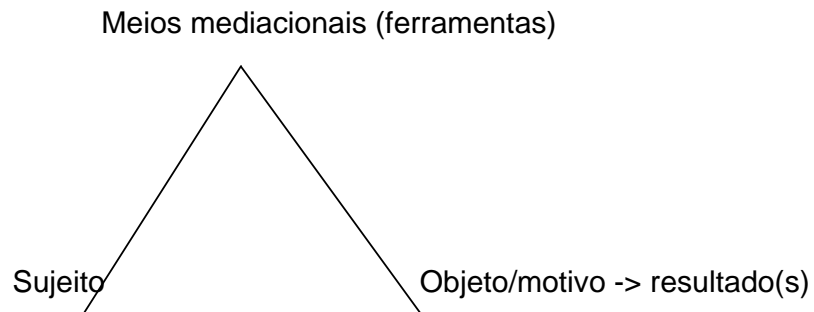 Meios mediacionais (ferramentas)
Sujeito
Objeto/motivo -> resultado(s)